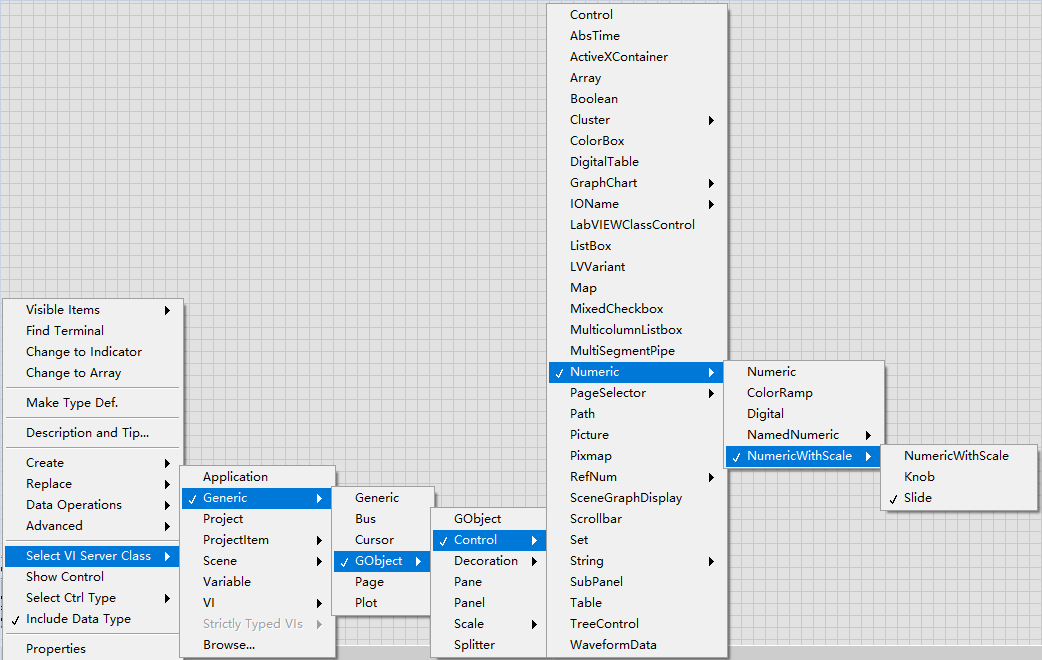 Visible Items
Find Terminal
Change to Indicator
Change to Array
Make Type Def.
Description and Tip...
Create
Replace
Data Operations
Advanced
Select VI Server Class
Show Control
Select Ctrl Type
Include Data Type
Properties
Application
Generic
Project
ProjectItem
Scene
Variable
VI
Strictly Typed VIs
Browse...
Generic
Bus
Cursor
GObject
Page
Plot
GObject
Control
Decoration
Pane
Panel
Scale
Splitter
Control
AbsTime
ActiveXContainer
Array
Boolean
Cluster
ColorBox
DigitalTable
GraphChart
IOName
LabVIEWClassControl
ListBox
LVVariant
Map
MixedCheckbox
MulticolumnListbox
MultiSegmentPipe
Numeric
PageSelector
Path
Picture
Pixmap
RefNum
SceneGraphDisplay
Scrollbar
Set
String
SubPanel
Table
TreeControl
WaveformData
Numeric
ColorRamp
Digital
NamedNumeric
NumericWithScale
NumericWithScale
Knob
Slide